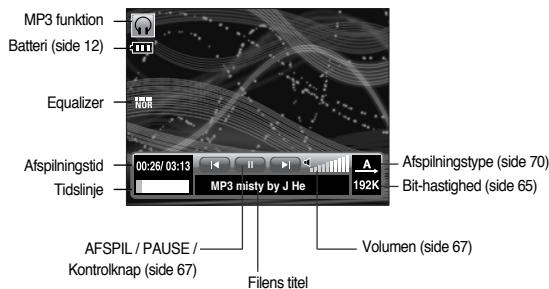 MP3 funktion
Batteri (side 12)
Equalizer
NOR
Afspilningstid
00:26/ 03:13
A
Afspilningstype (side 70)
Tidslinje
MP3 misty by J He
192K
Bit-hastighed (side 65)
AFSPIL / PAUSE /
Kontrolknap (side 67)
Filens titel
Volumen (side 67)